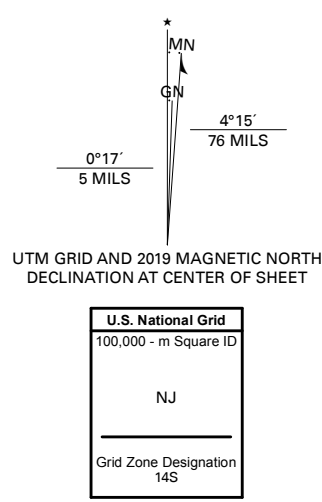 ★
MN
GN
4°15´
76 MILS
0°17´
5 MILS
UTM GRID AND 2019 MAGNETIC NORTH
DECLINATION AT CENTER OF SHEET
U.S. National Grid
100,000 - m Square ID
NJ
Grid Zone Designation
14S